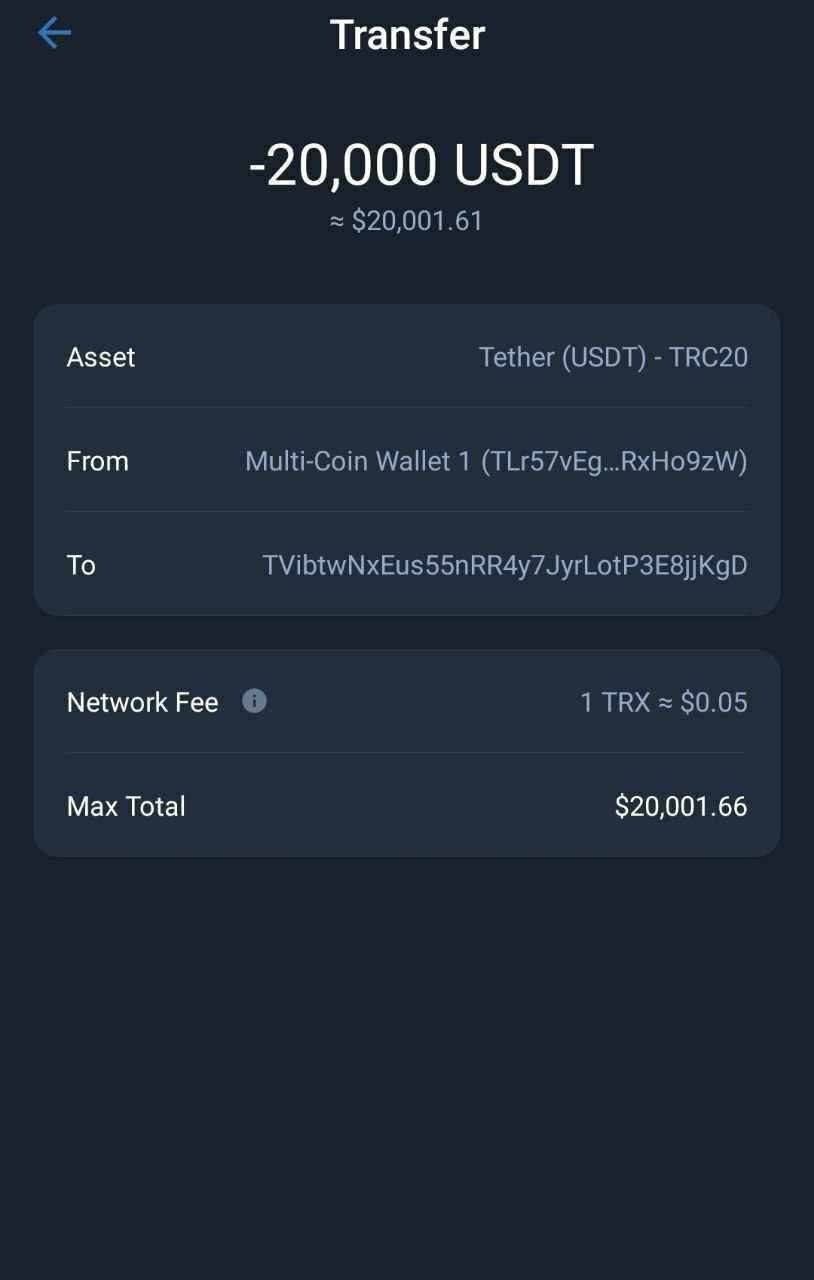 Transfer
-20,000 USDT
≈ $20,001.61
Asset Tether (USDT) - TRC20
From Multi-Coin Wallet 1 (TLr57vEg...RxHo9zW)
To TVibtwNxEus55nRR4y7JyrLotP3E8jjKgD
Network Fee i 1 TRX ≈ $0.05
Max Total $20,001.66